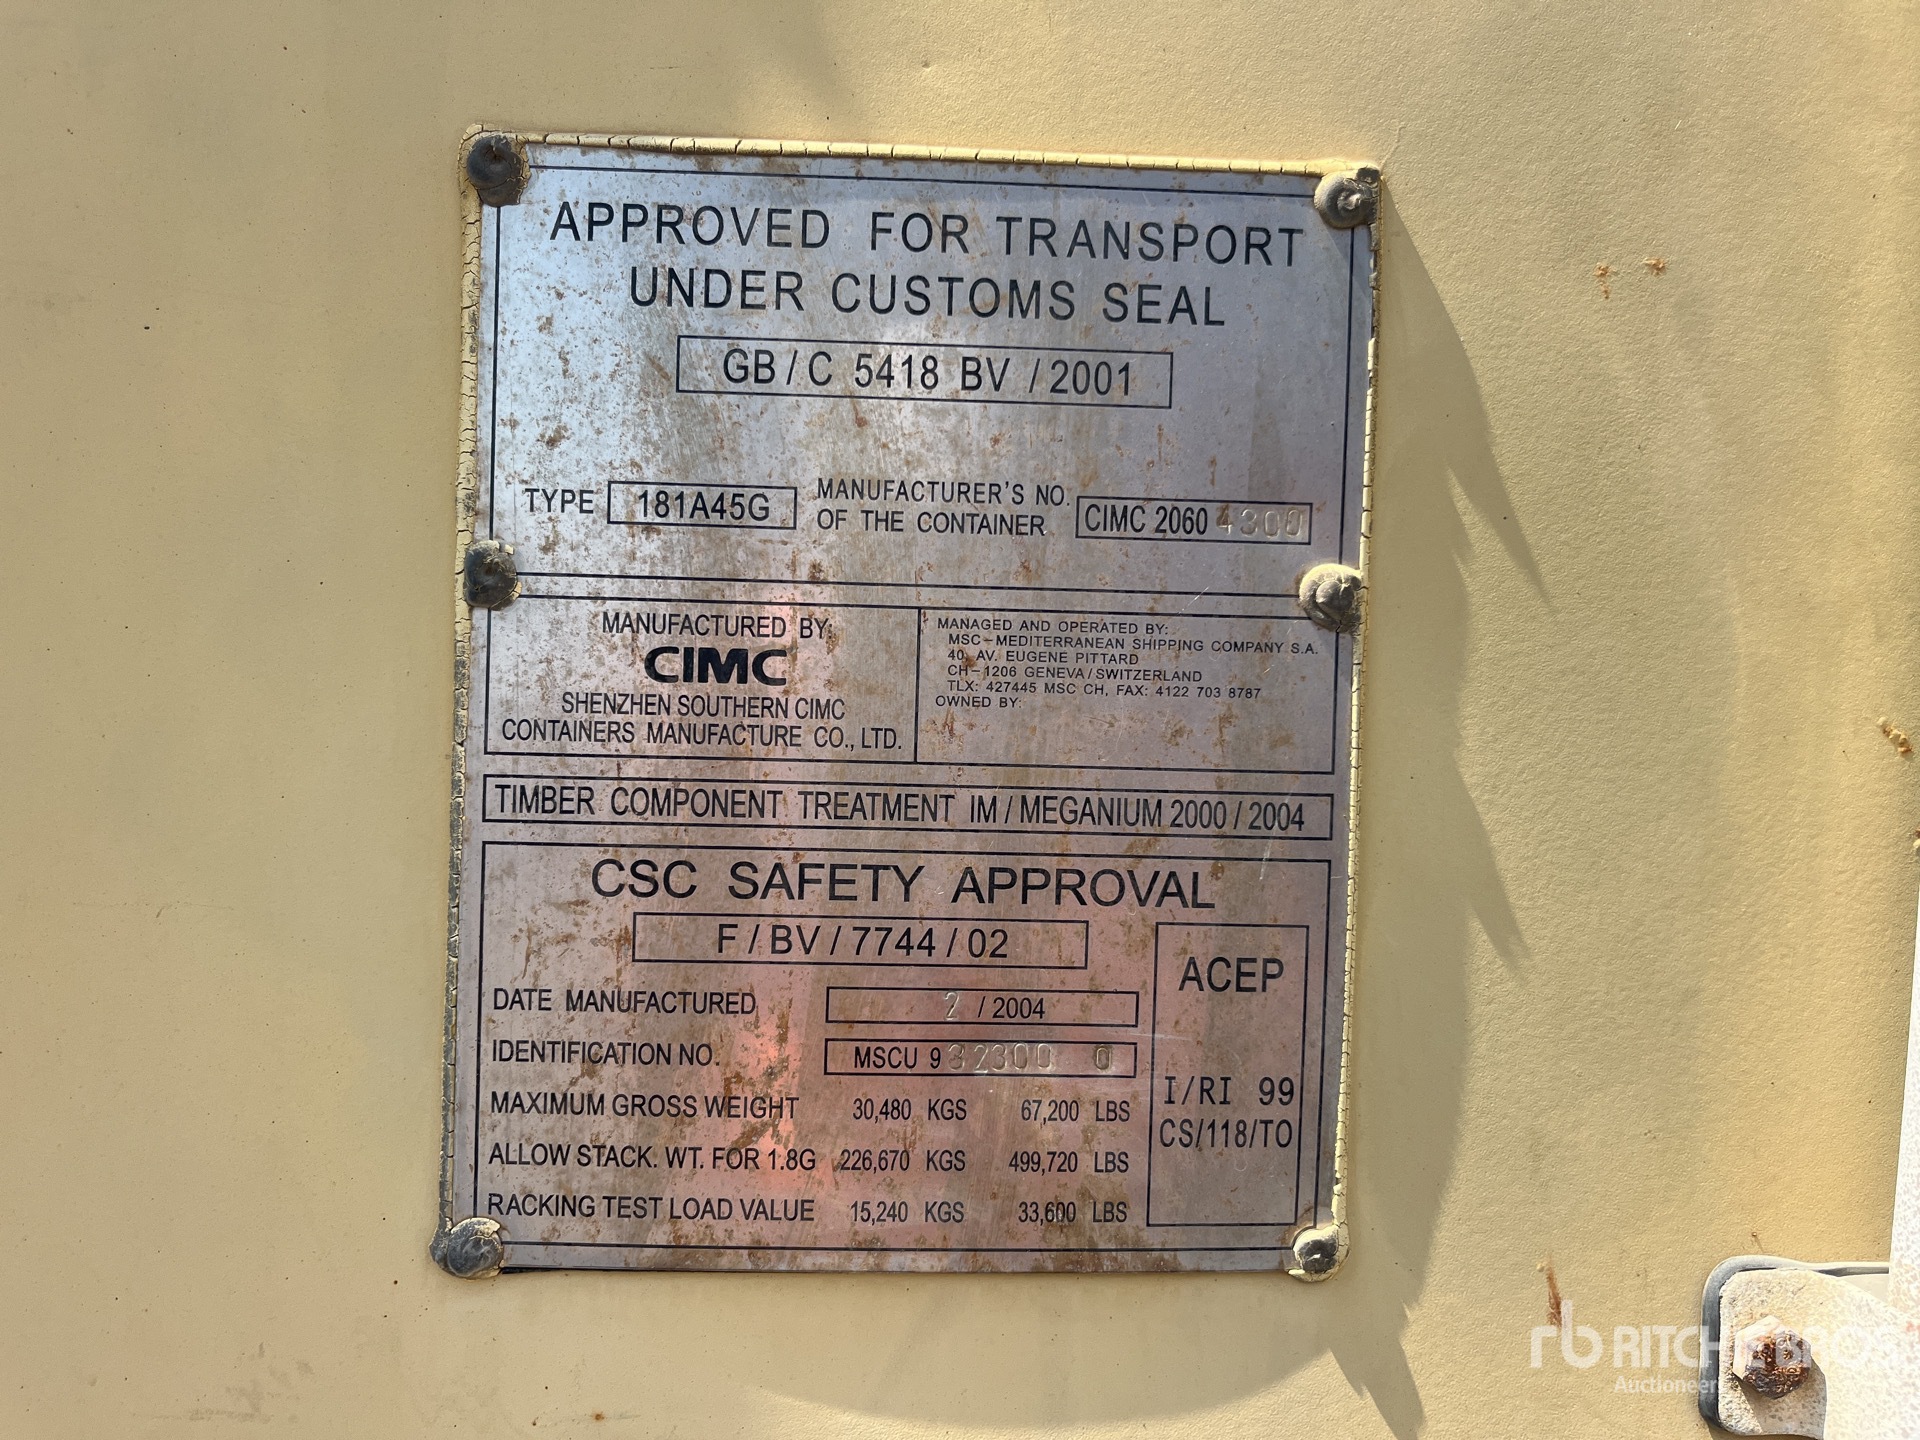 APPROVED FOR TRANSPORT
UNDER CUSTOMS SEAL
GB / C 5418 BV / 2001
TYPE 181A45G
MANUFACTURER'S NO.
OF THE CONTAINER
CIMC 2060 4300
MANUFACTURED BY:
CIMC
SHENZHEN SOUTHERN CIMC
CONTAINERS MANUFACTURE CO., LTD.
MANAGED AND OPERATED BY:
MSC-MEDITERRANEAN SHIPPING COMPANY S.A.
40, AV. EUGENE PITTARD
CH-1206 GENEVA/SWITZERLAND
TLX: 427445 MSC CH, FAX: 4122 703 8787
OWNED BY:
TIMBER COMPONENT TREATMENT IM / MEGANIUM 2000 / 2004
CSC SAFETY APPROVAL
F / BV / 7744 / 02
DATE MANUFACTURED 2 / 2004
IDENTIFICATION NO. MSCU 982300 0
MAXIMUM GROSS WEIGHT 30,480 KGS 67,200 LBS
ALLOW STACK. WT. FOR 1.8G 226,670 KGS 499,720 LBS
RACKING TEST LOAD VALUE 15,240 KGS 33,600 LBS
ACEP
I/RI 99
CS/118/TO
rb RITCHIE BROS
Auctioneers